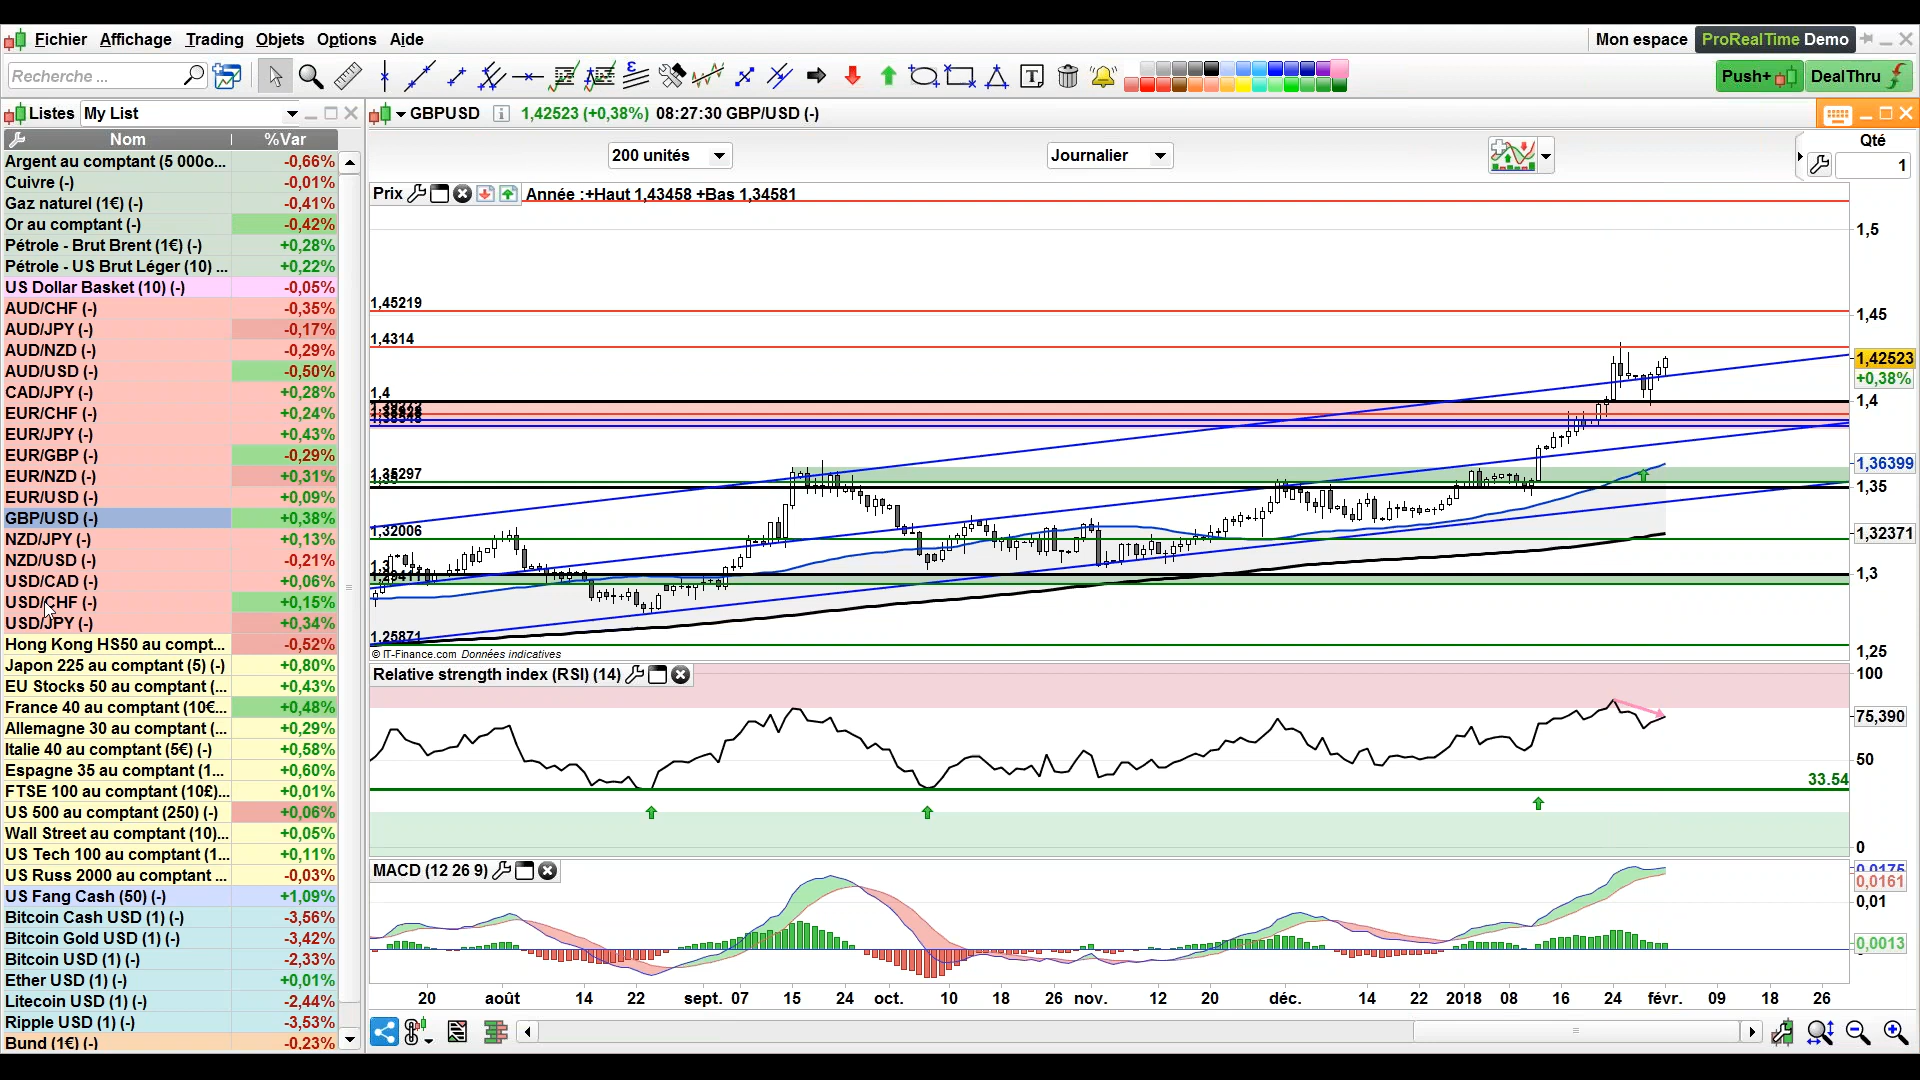 Fichier Affichage Trading Objets Options Aide
Mon espace ProRealTime Demo
Recherche ...
Push+ DealThru
Listes My List
GBPUSD 1,42523 (+0,38%) 08:27:30 GBP/USD (-)
Nom %Var
Argent au comptant (5 000o... -0,66%
Cuivre (-) -0,01%
Gaz naturel (1€) (-) -0,41%
Or au comptant (-) -0,42%
Pétrole - Brut Brent (1€) (-) +0,28%
Pétrole - US Brut Léger (10) ... +0,22%
US Dollar Basket (10) (-) -0,05%
AUD/CHF (-) -0,35%
AUD/JPY (-) -0,17%
AUD/NZD (-) -0,29%
AUD/USD (-) -0,50%
CAD/JPY (-) +0,28%
EUR/CHF (-) +0,24%
EUR/JPY (-) +0,43%
EUR/GBP (-) -0,29%
EUR/NZD (-) +0,31%
EUR/USD (-) +0,09%
GBP/USD (-) +0,38%
NZD/JPY (-) +0,13%
NZD/USD (-) -0,21%
USD/CAD (-) +0,06%
USD/CHF (-) +0,15%
USD/JPY (-) +0,34%
Hong Kong HS50 au compt... -0,52%
Japon 225 au comptant (5) (-) +0,80%
EU Stocks 50 au comptant (... +0,43%
France 40 au comptant (10€... +0,48%
Allemagne 30 au comptant (... +0,29%
Italie 40 au comptant (5€) (-) +0,58%
Espagne 35 au comptant (1... +0,60%
FTSE 100 au comptant (10£)... +0,01%
US 500 au comptant (250) (-) +0,06%
Wall Street au comptant (10)... +0,05%
US Tech 100 au comptant (1... +0,11%
US Russ 2000 au comptant ... -0,03%
US Fang Cash (50) (-) +1,09%
Bitcoin Cash USD (1) (-) -3,56%
Bitcoin Gold USD (1) (-) -3,42%
Bitcoin USD (1) (-) -2,33%
Ether USD (1) (-) +0,01%
Litecoin USD (1) (-) -2,44%
Ripple USD (1) (-) -3,53%
Bund (1€) (-) -0,23%
200 unités
Journalier
Qté
1
Prix Année :+Haut 1,43458 +Bas 1,34581
1,5
1,45219
1,45
1,4314
1,42523
+0,38%
1,4
1,4
1,35297
1,36399
1,35
1,32006
1,32371
1,3
1,25871
1,25
© IT-Finance.com Données indicatives
Relative strength index (RSI) (14)
100
75,390
50
33.54
0
MACD (12 26 9)
0,0175
0,0161
0,01
0,0013
20 août 14 22 sept. 07 15 24 oct. 10 18 26 nov. 12 20 déc. 14 22 2018 08 16 24 févr. 09 18 26